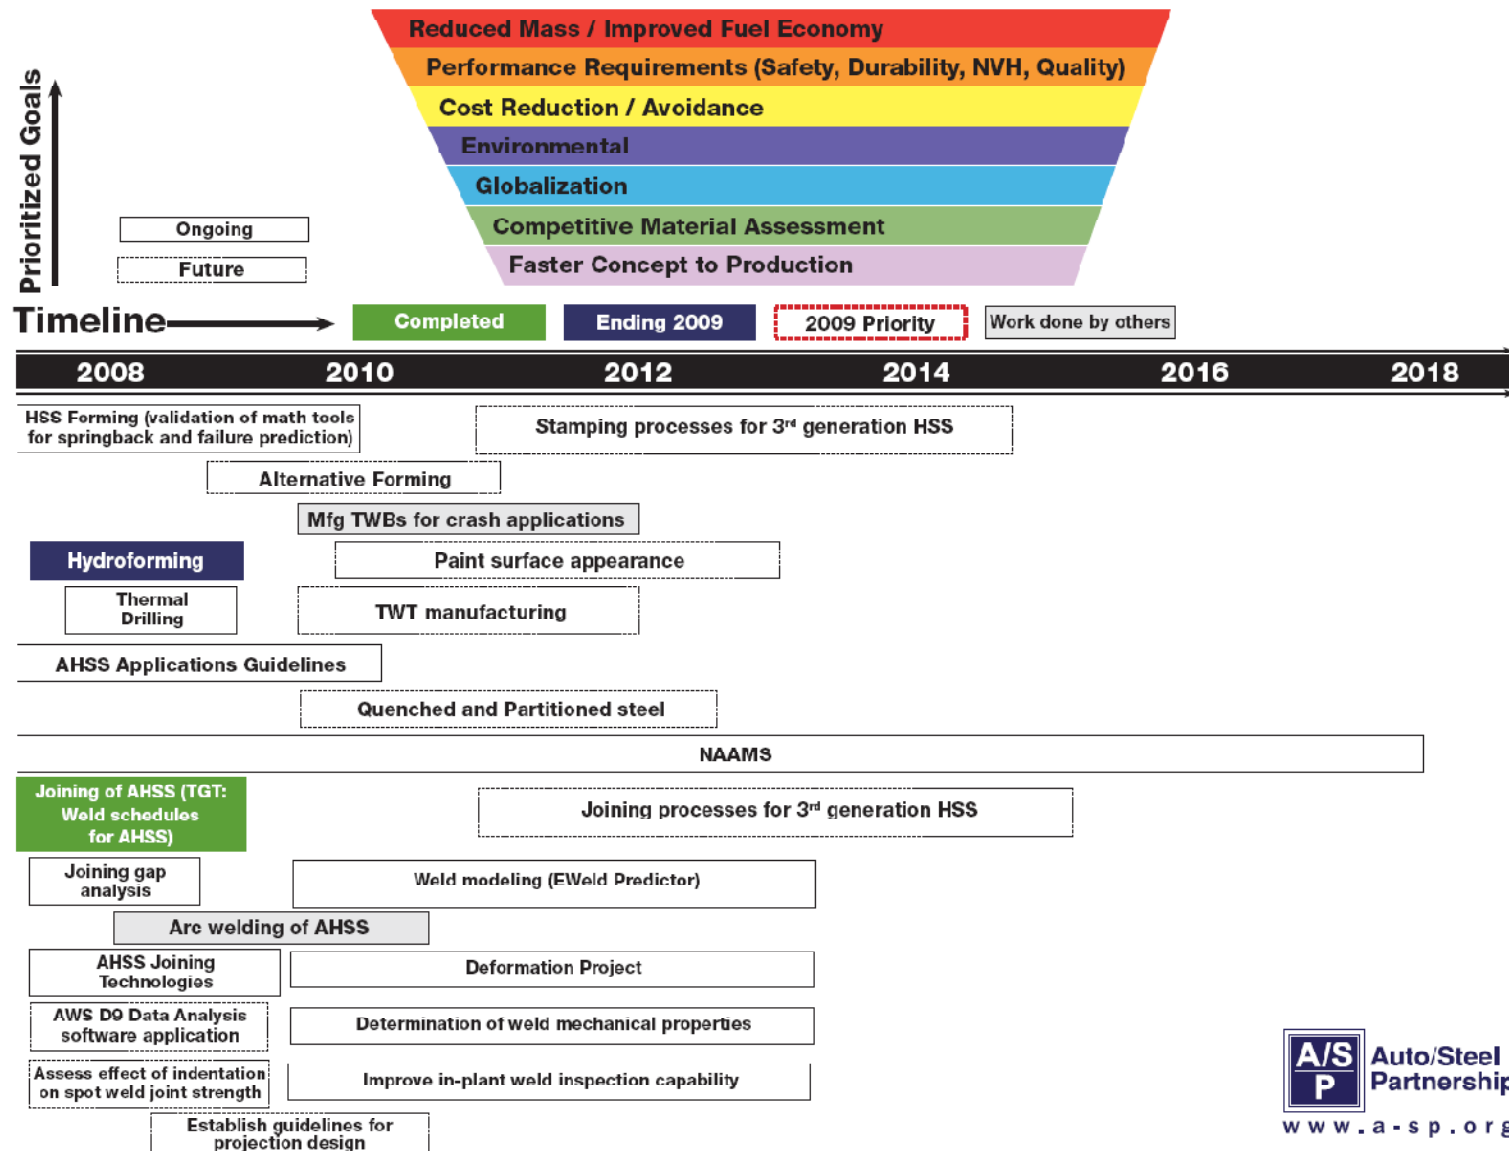 Prioritized Goals
Reduced Mass / Improved Fuel Economy
Performance Requirements (Safety, Durability, NVH, Quality)
Cost Reduction / Avoidance
Environmental
Globalization
Competitive Material Assessment
Faster Concept to Production
Ongoing
Future
Timeline
Completed
Ending 2009
2009 Priority
Work done by others
2008 2010 2012 2014 2016 2018
HSS Forming (validation of math tools
for springback and failure prediction)
Stamping processes for 3rd generation HSS
Alternative Forming
Mfg TWBs for crash applications
Hydroforming
Paint surface appearance
Thermal
Drilling
TWT manufacturing
AHSS Applications Guidelines
Quenched and Partitioned steel
NAAMS
Joining of AHSS (TGT:
Weld schedules
for AHSS)
Joining processes for 3rd generation HSS
Joining gap
analysis
Weld modeling (EWeld Predictor)
Arc welding of AHSS
AHSS Joining
Technologies
Deformation Project
AWS D9 Data Analysis
software application
Determination of weld mechanical properties
Assess effect of indentation
on spot weld joint strength
Improve in-plant weld inspection capability
Establish guidelines for
projection design
A/S
P
Auto/Steel
Partnership
www.a-sp.org